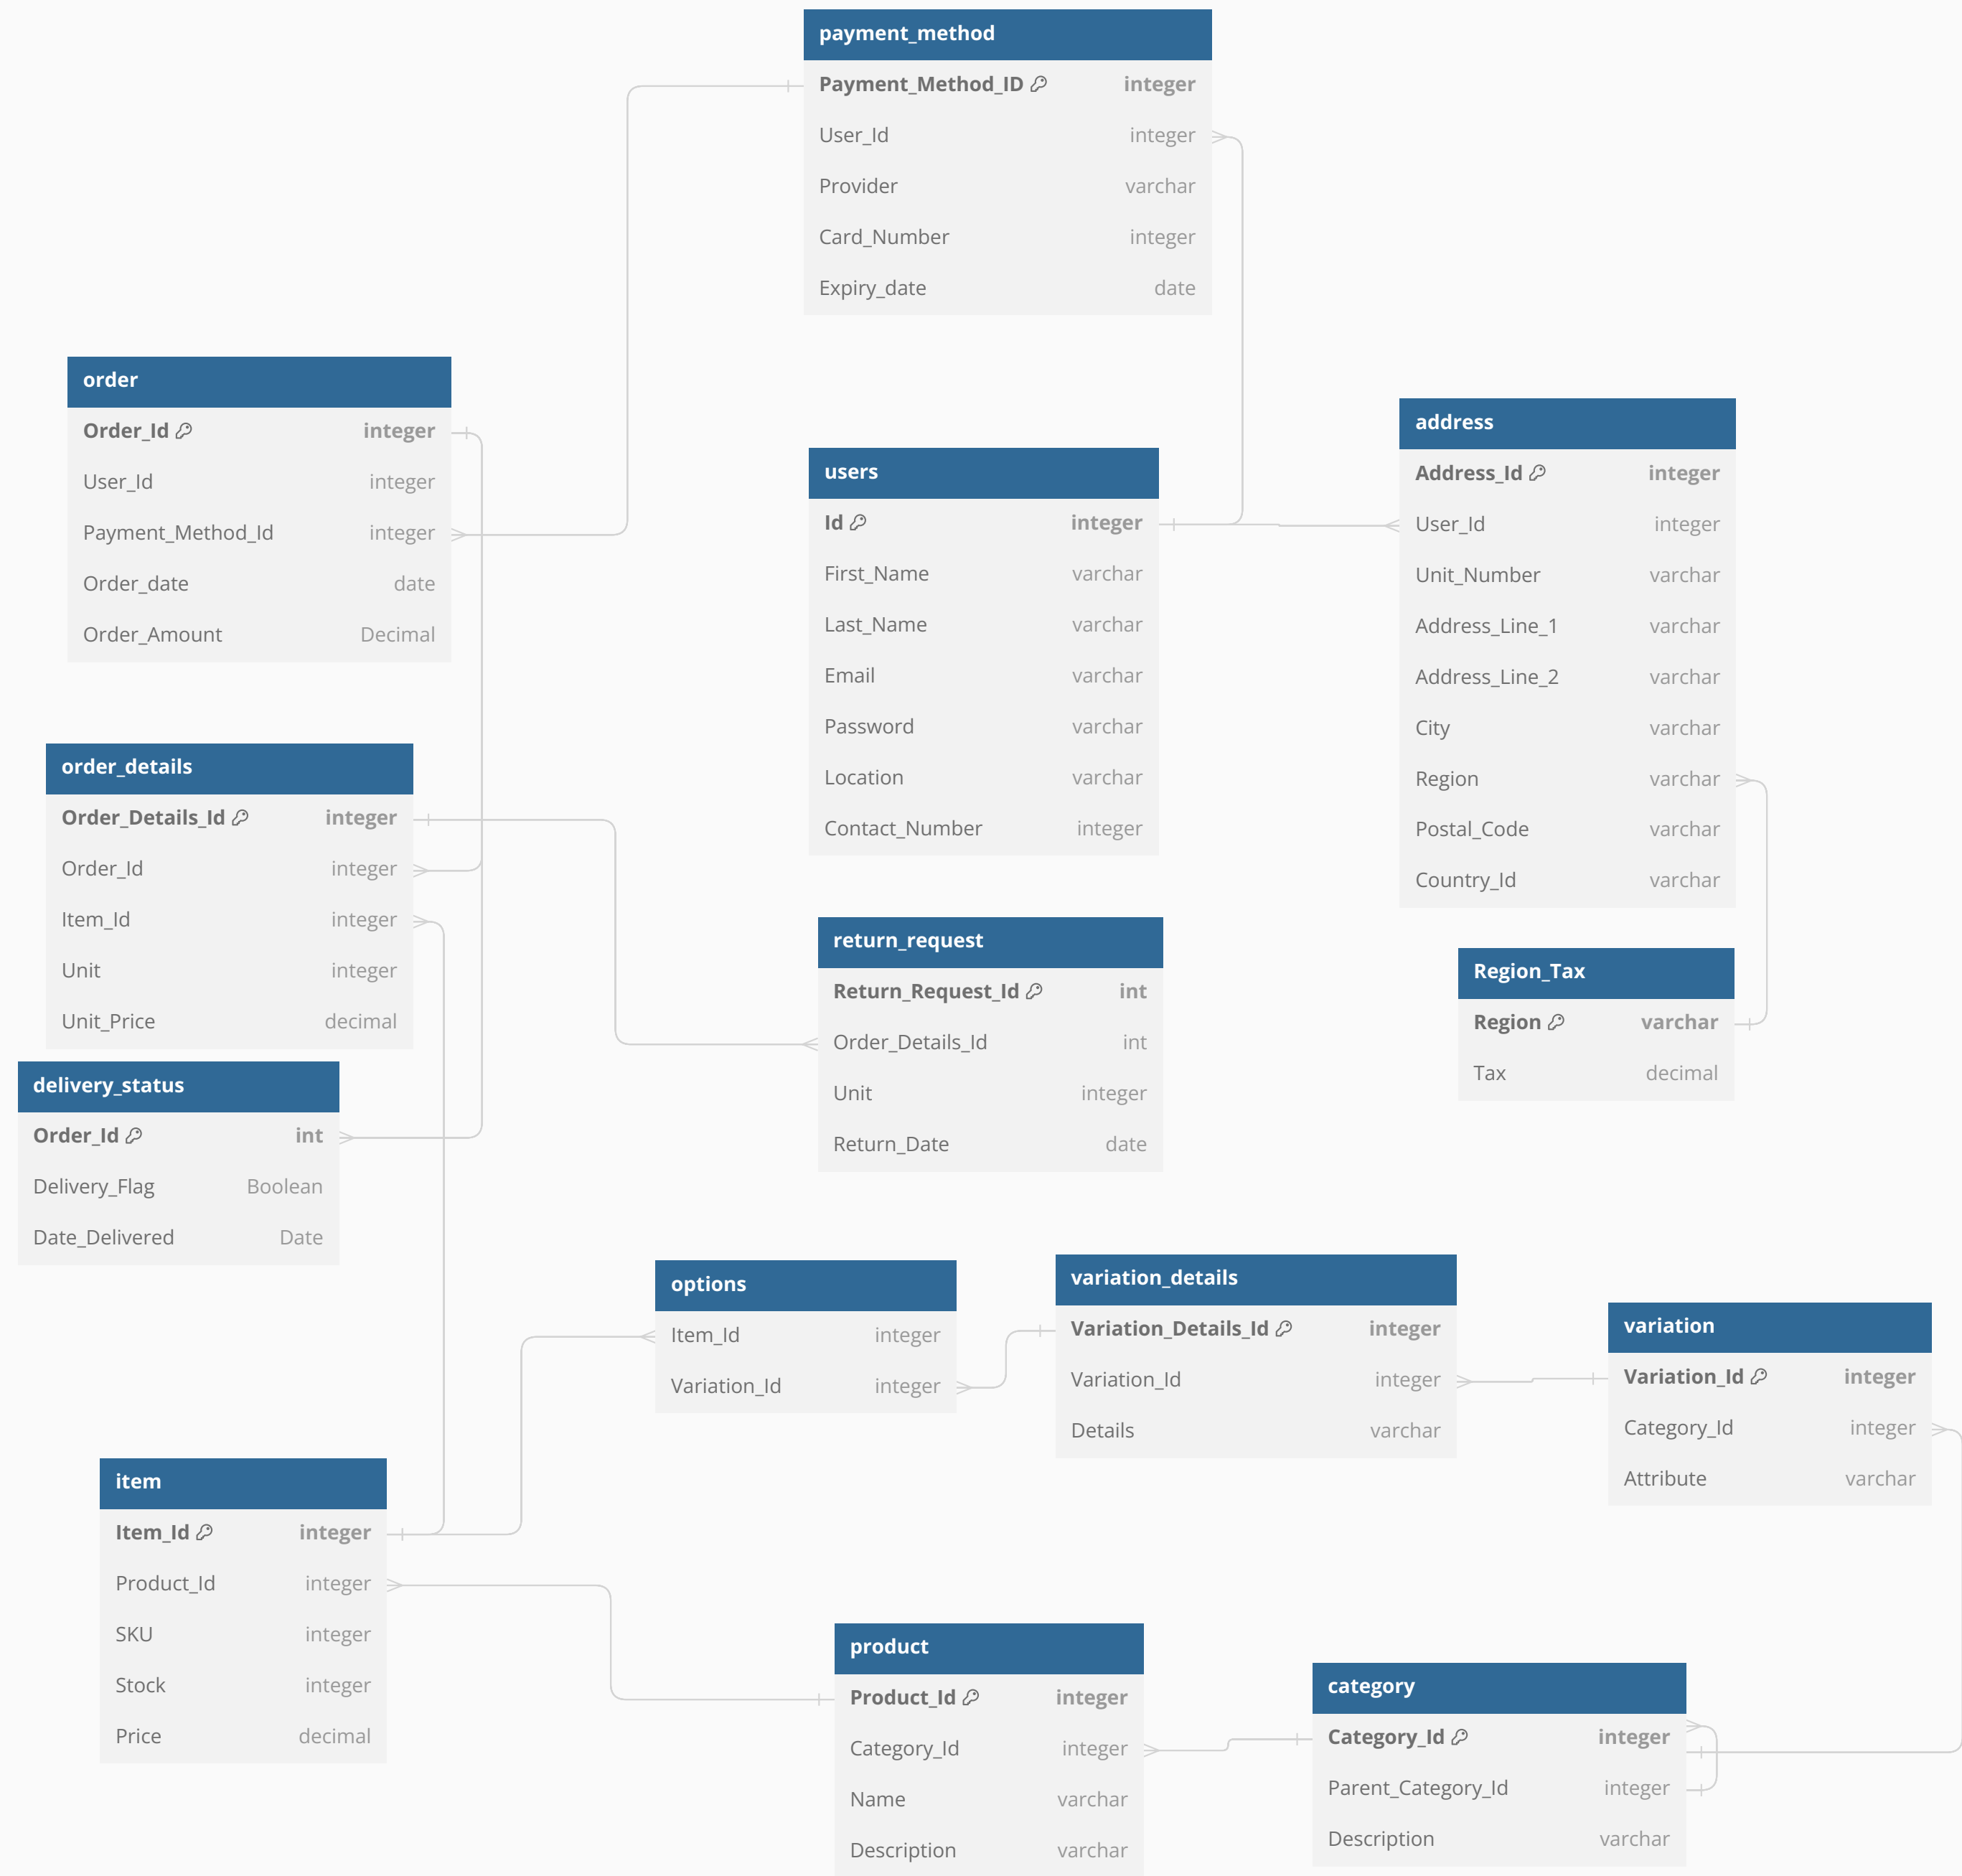 payment_method
Payment_Method_ID integer
User_Id integer
Provider varchar
Card_Number integer
Expiry_date date
order
Order_Id integer
User_Id integer
Payment_Method_Id integer
Order_date date
Order_Amount Decimal
users
Id integer
First_Name varchar
Last_Name varchar
Email varchar
Password varchar
Location varchar
Contact_Number integer
address
Address_Id integer
User_Id integer
Unit_Number varchar
Address_Line_1 varchar
Address_Line_2 varchar
City varchar
Region varchar
Postal_Code varchar
Country_Id varchar
order_details
Order_Details_Id integer
Order_Id integer
Item_Id integer
Unit integer
Unit_Price decimal
return_request
Return_Request_Id int
Order_Details_Id int
Unit integer
Return_Date date
Region_Tax
Region varchar
Tax decimal
delivery_status
Order_Id int
Delivery_Flag Boolean
Date_Delivered Date
options
Item_Id integer
Variation_Id integer
variation_details
Variation_Details_Id integer
Variation_Id integer
Details varchar
variation
Variation_Id integer
Category_Id integer
Attribute varchar
item
Item_Id integer
Product_Id integer
SKU integer
Stock integer
Price decimal
product
Product_Id integer
Category_Id integer
Name varchar
Description varchar
category
Category_Id integer
Parent_Category_Id integer
Description varchar